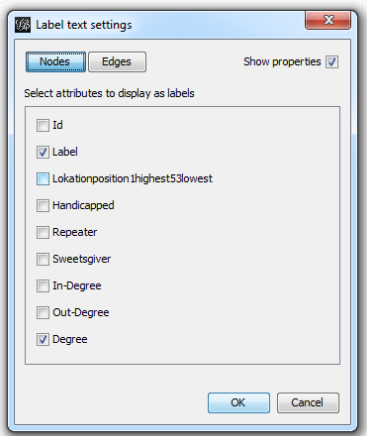 Label text settings
Nodes Edges Show properties
Select attributes to display as labels
Id
Label
Lokationposition1highest53lowest
Handicapped
Repeater
Sweetsgiver
In-Degree
Out-Degree
Degree
OK Cancel